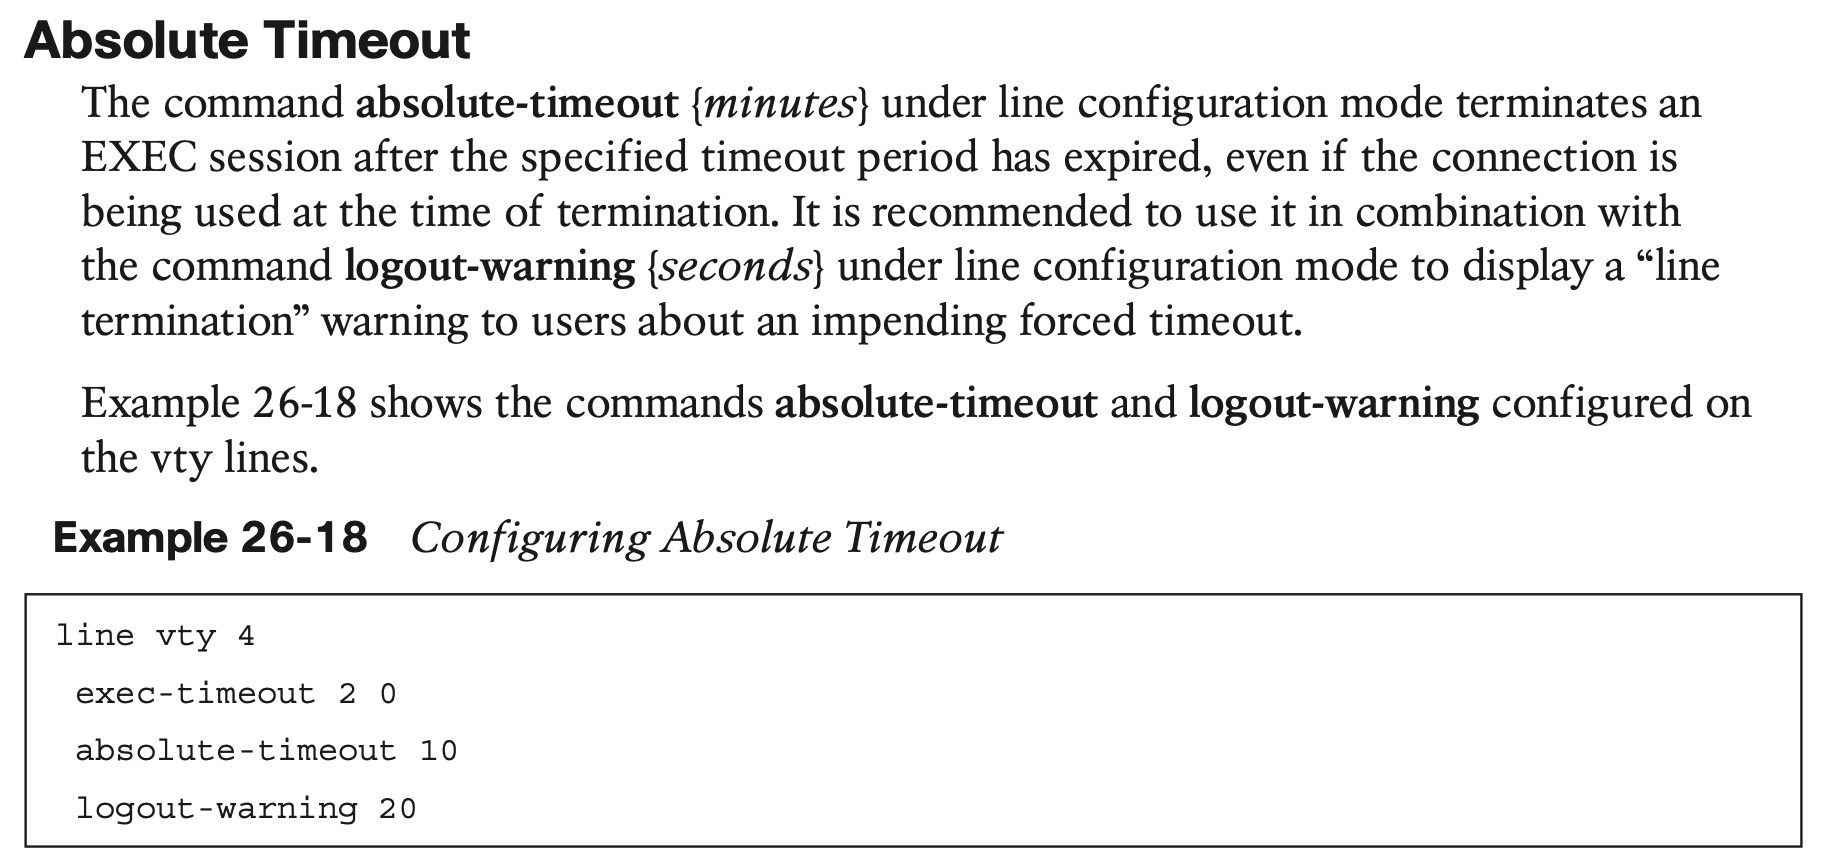 Absolute Timeout
The command absolute-timeout {minutes} under line configuration mode terminates an
EXEC session after the specified timeout period has expired, even if the connection is
being used at the time of termination. It is recommended to use it in combination with
the command logout-warning {seconds} under line configuration mode to display a “line
termination” warning to users about an impending forced timeout.
Example 26-18 shows the commands absolute-timeout and logout-warning configured on
the vty lines.
Example 26-18 Configuring Absolute Timeout
line vty 4
exec-timeout 2 0
absolute-timeout 10
logout-warning 20